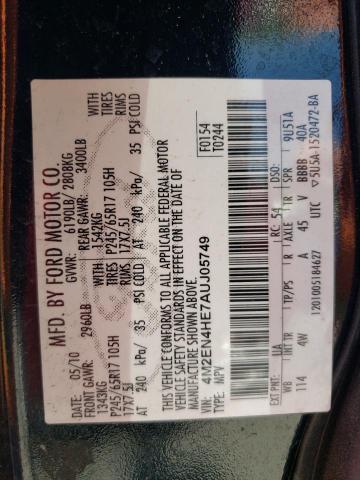 MFD. BY FORD MOTOR CO.
DATE: 05/10 GVWR: 6190LB/ 2808KG
FRONT GAWR: 2960LB REAR GAWR: 3400LB
1343KG WITH 1542KG WITH
P245/65R17 105H TIRES P245/65R17 105H TIRES
17X7.5J RIMS 17X7.5J RIMS
AT 240 kPa/ 35 PSI COLD AT 240 kPa/ 35 PSI COLD
THIS VEHICLE CONFORMS TO ALL APPLICABLE FEDERAL MOTOR
VEHICLE SAFETY STANDARDS IN EFFECT ON THE DATE OF
MANUFACTURE SHOWN ABOVE.
VIN: 4M2EN4HE7AUJ05749 F0154
TYPE: MPV T0244
EXT PNT: UA RC: 54 DSO:
WB INT TR TP/PS R AXLE TR SPR 9U51A
114 4W A 45 V BBBB 40A
1201005184627 UTC ▽5U5A-1520472-BA